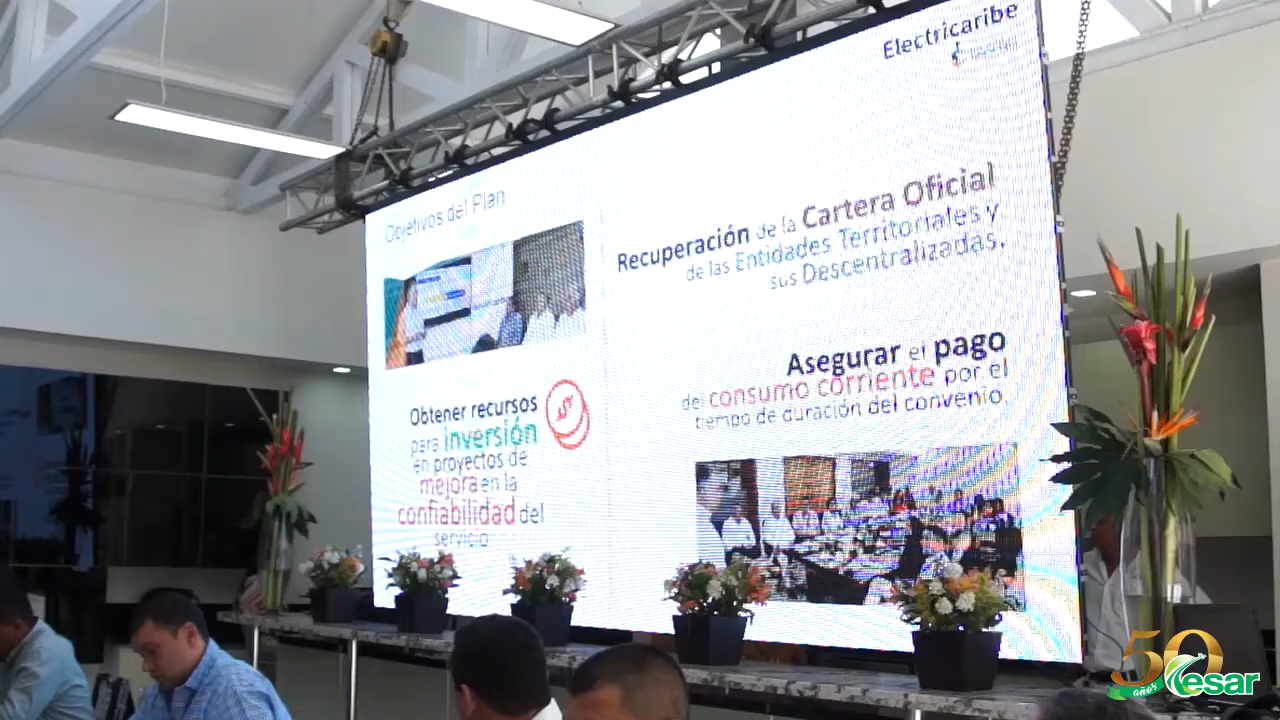 Electricaribe
Objetivos del Plan
Recuperación de la Cartera Oficial
de las Entidades Territoriales y
sus Descentralizadas.
Obtener recursos
para inversión
en proyectos de
mejora en la
confiabilidad del
servicio
Asegurar el pago
del consumo corriente por el
tiempo de duración del convenio.
50
años
Cesar